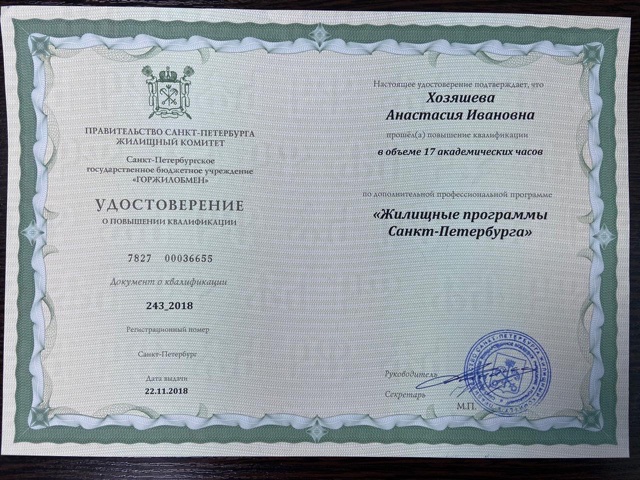 ПРАВИТЕЛЬСТВО САНКТ-ПЕТЕРБУРГА
ЖИЛИЩНЫЙ КОМИТЕТ
Санкт-Петербургское
государственное бюджетное учреждение
«ГОРЖИЛОБМЕН»
УДОСТОВЕРЕНИЕ
О ПОВЫШЕНИИ КВАЛИФИКАЦИИ
7827 00036655
Документ о квалификации
243_2018
Регистрационный номер
Санкт-Петербург
Дата выдачи
22.11.2018
Настоящее удостоверение подтверждает, что
Хозяшева
Анастасия Ивановна
прошёл(а) повышение квалификации
в объеме 17 академических часов
по дополнительной профессиональной программе
«Жилищные программы
Санкт-Петербурга»
Руководитель
Секретарь
М.П.